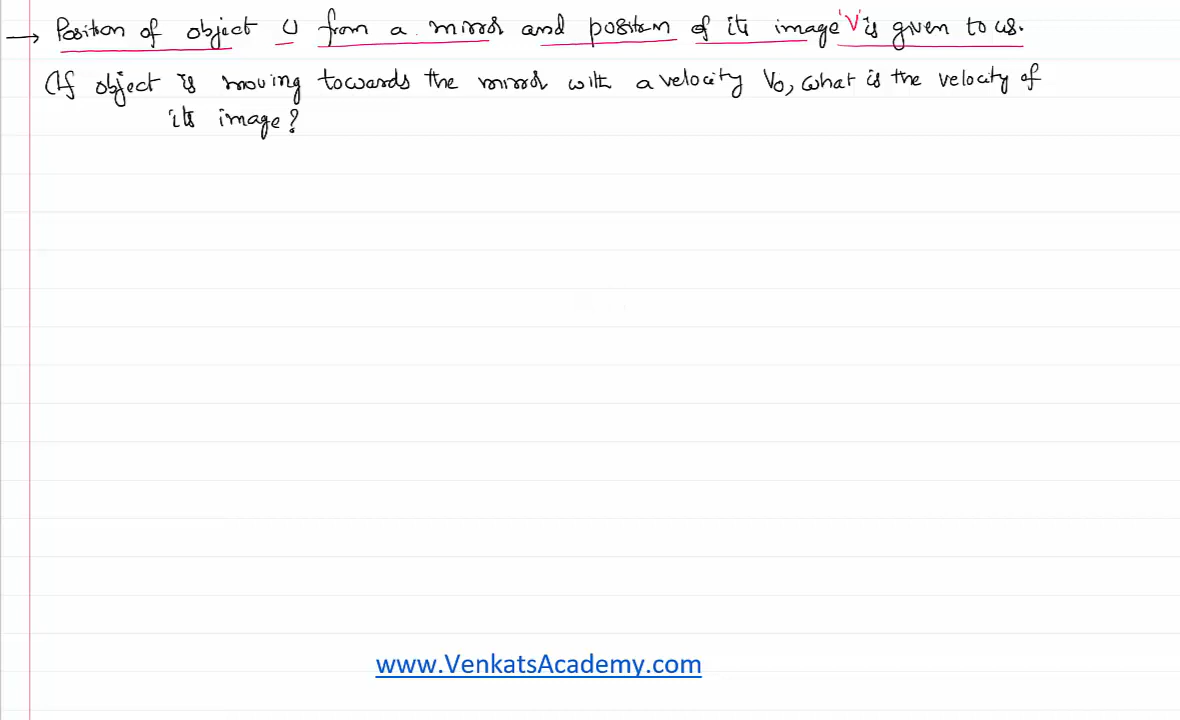 → Position of object U from a mirror and position of its image 'V' is given to us.
(If object is moving towards the mirror with a velocity V₀, what is the velocity of
its image?
www.VenkatsAcademy.com